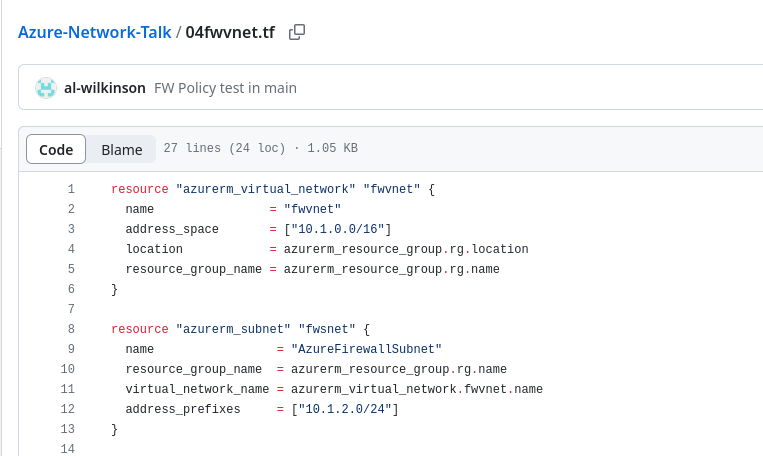 Azure-Network-Talk / 04fwvnet.tf
al-wilkinson FW Policy test in main
Code Blame 27 lines (24 loc) · 1.05 KB
1 resource "azurerm_virtual_network" "fwvnet" {
2 name = "fwvnet"
3 address_space = ["10.1.0.0/16"]
4 location = azurerm_resource_group.rg.location
5 resource_group_name = azurerm_resource_group.rg.name
6 }
7
8 resource "azurerm_subnet" "fwsnet" {
9 name = "AzureFirewallSubnet"
10 resource_group_name = azurerm_resource_group.rg.name
11 virtual_network_name = azurerm_virtual_network.fwvnet.name
12 address_prefixes = ["10.1.2.0/24"]
13 }
14